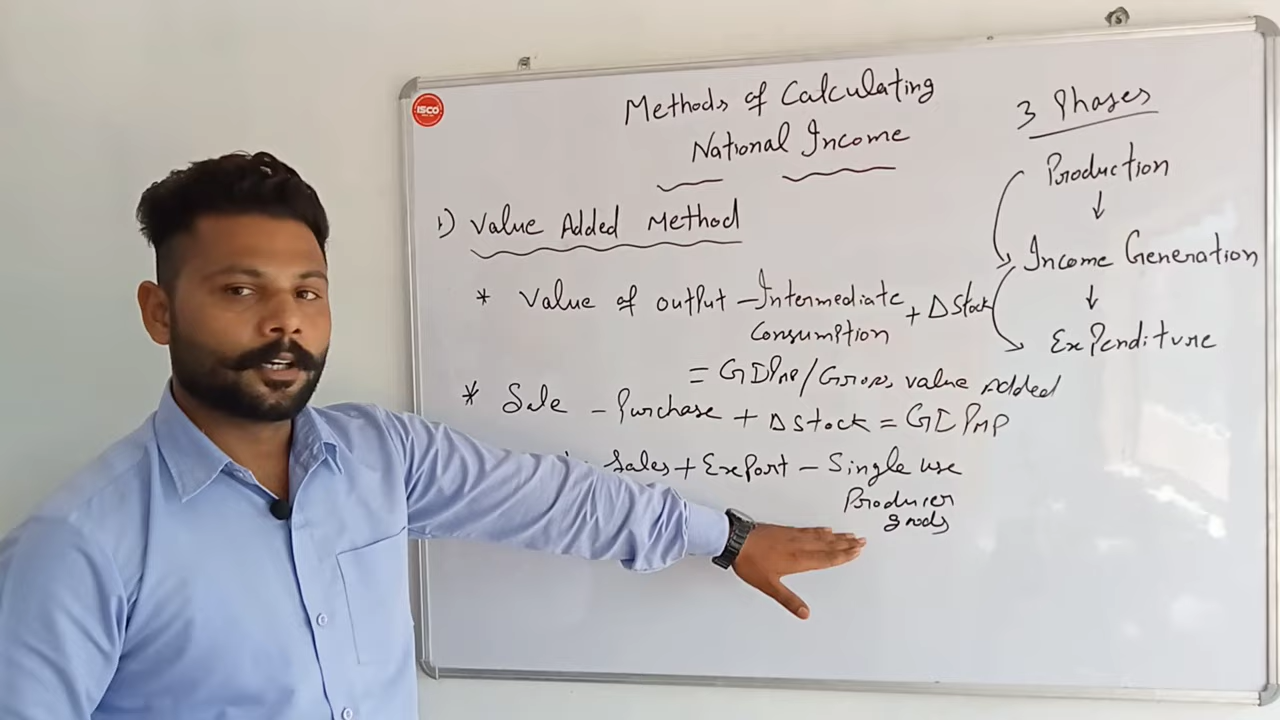 ISCO
Methods of Calculating
National Income
1) Value Added Method
* Value of output - Intermediate Consumption + Δ Stock
= GDPMP/Gross value Added
* Sale - Purchase + Δ Stock = GDPMP
Sales + Export - Single use
Producer
goods
3 Phases
Production
↓
Income Generation
↓
Expenditure